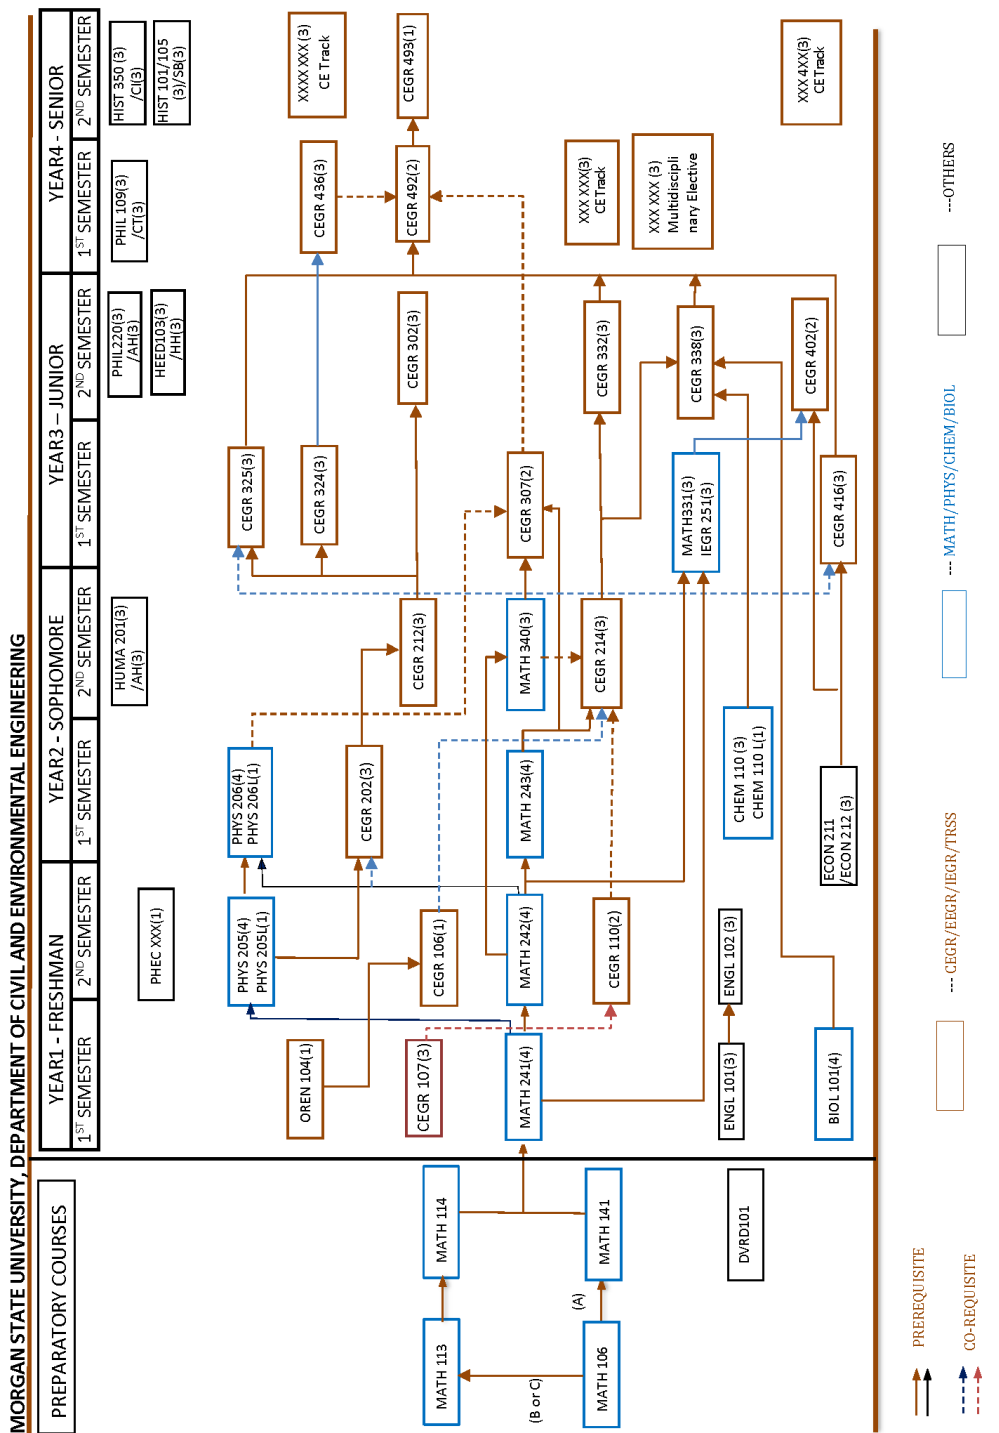 MORGAN STATE UNIVERSITY, DEPARTMENT OF CIVIL AND ENVIRONMENTAL ENGINEERING
PREPARATORY COURSES
YEAR1 - FRESHMAN
YEAR2 - SOPHOMORE
YEAR3 – JUNIOR
YEAR4 - SENIOR
1ST SEMESTER
2ND SEMESTER
1ST SEMESTER
2ND SEMESTER
1ST SEMESTER
2ND SEMESTER
1ST SEMESTER
2ND SEMESTER
MATH 113
MATH 114
(B or C)
MATH 106
(A)
MATH 141
DVRD101
OREN 104(1)
CEGR 107(3)
MATH 241(4)
ENGL 101(3)
BIOL 101(4)
PHEC XXX(1)
PHYS 205(4)
PHYS 205L(1)
CEGR 106(1)
MATH 242(4)
CEGR 110(2)
ENGL 102 (3)
PHYS 206(4)
PHYS 206L(1)
CEGR 202(3)
MATH 243(4)
CHEM 110 (3)
CHEM 110 L(1)
ECON 211
/ECON 212 (3)
HUMA 201(3)
/AH(3)
CEGR 212(3)
MATH 340(3)
CEGR 214(3)
CEGR 325(3)
CEGR 324(3)
CEGR 307(2)
MATH331(3)
IEGR 251(3)
CEGR 416(3)
PHIL220(3)
/AH(3)
HEED103(3)
/HH(3)
CEGR 302(3)
CEGR 332(3)
CEGR 338(3)
CEGR 402(2)
PHIL 109(3)
/CT(3)
CEGR 436(3)
CEGR 492(2)
XXX XXX(3)
CE Track
XXX XXX (3)
Multidiscipli
nary Elective
HIST 350 (3)
/CI(3)
HIST 101/105
(3)/SB(3)
XXXX XXX (3)
CE Track
CEGR 493(1)
XXX 4XX(3)
CE Track
PREREQUISITE
CO-REQUISITE
--- CEGR/EEGR/IEGR/TRSS
--- MATH/PHYS/CHEM/BIOL
---OTHERS